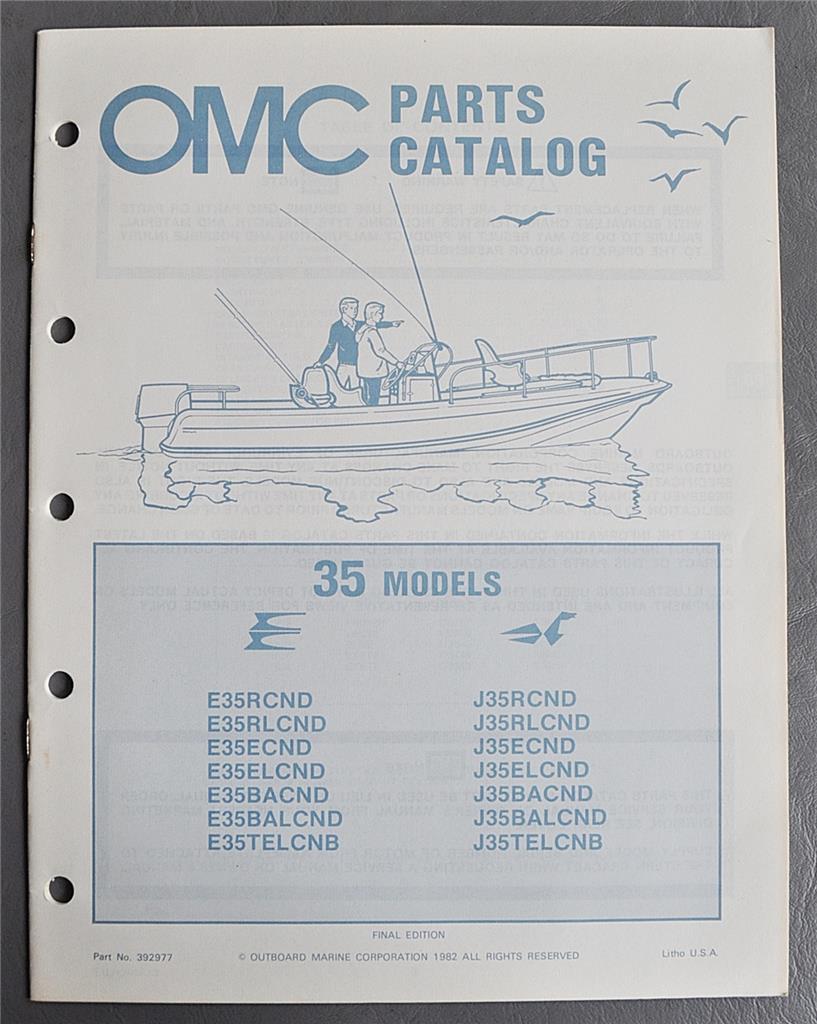 OMC PARTS
CATALOG
35 MODELS
E35RCND J35RCND
E35RLCND J35RLCND
E35ECND J35ECND
E35ELCND J35ELCND
E35BACND J35BACND
E35BALCND J35BALCND
E35TELCNB J35TELCNB
FINAL EDITION
Part No. 392977 © OUTBOARD MARINE CORPORATION 1982 ALL RIGHTS RESERVED Litho U.S.A.